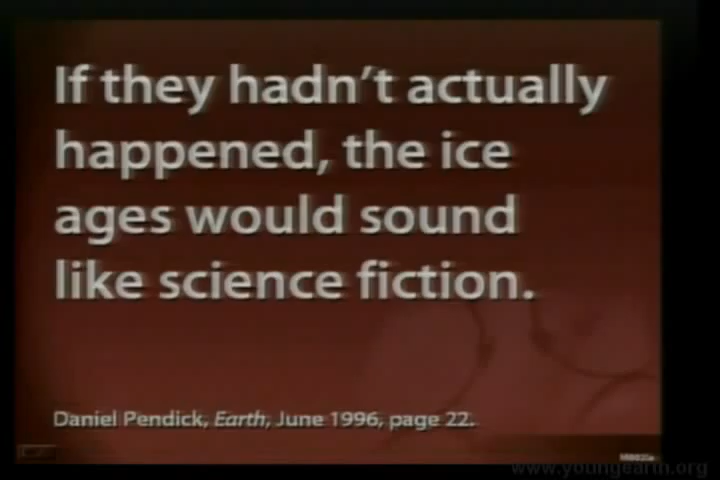 If they hadn't actually
happened, the ice
ages would sound
like science fiction.
Daniel Pendick, Earth, June 1996, page 22.
www.youngearth.org